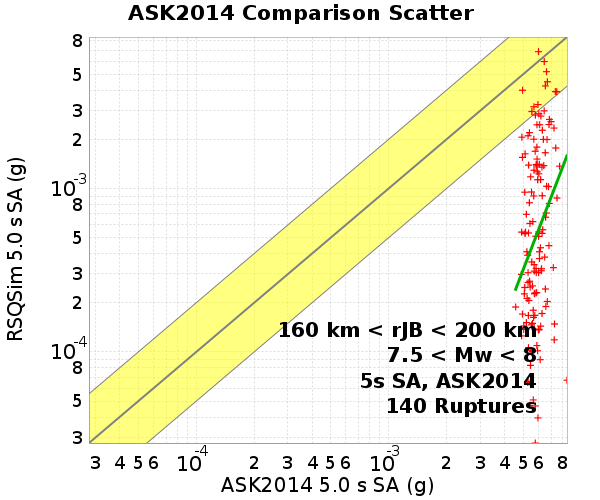 ASK2014 Comparison Scatter
8
5
3
2
10-3
8
5
3
2
10-4
8
5
3
RSQSim 5.0 s SA (g)
160 km < rJB < 200 km
7.5 < Mw < 8
5s SA, ASK2014
140 Ruptures
3 4 5 6 10-4 2 3 4 5 6 10-3 2 3 4 5 6 8
ASK2014 5.0 s SA (g)